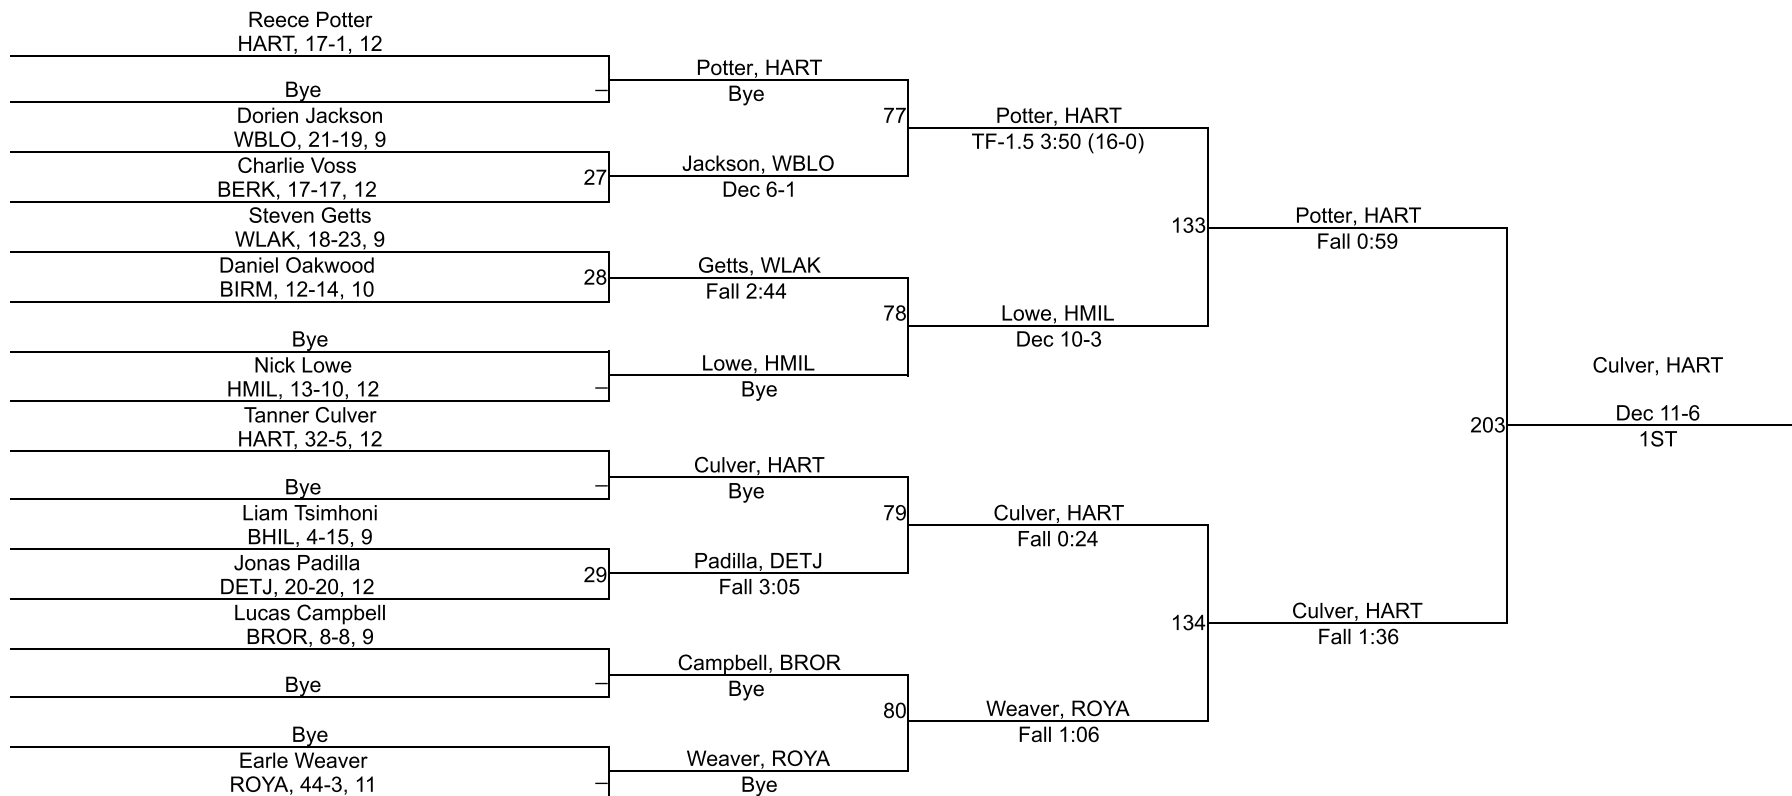 Reece Potter
HART, 17-1, 12
Bye
Dorien Jackson
WBLO, 21-19, 9
Charlie Voss
BERK, 17-17, 12
Steven Getts
WLAK, 18-23, 9
Daniel Oakwood
BIRM, 12-14, 10
Bye
Nick Lowe
HMIL, 13-10, 12
Tanner Culver
HART, 32-5, 12
Bye
Liam Tsimhoni
BHIL, 4-15, 9
Jonas Padilla
DETJ, 20-20, 12
Lucas Campbell
BROR, 8-8, 9
Bye
Bye
Earle Weaver
ROYA, 44-3, 11
–
27
28
–
–
29
–
–
Potter, HART
Bye
Jackson, WBLO
Dec 6-1
Getts, WLAK
Fall 2:44
Lowe, HMIL
Bye
Culver, HART
Bye
Padilla, DETJ
Fall 3:05
Campbell, BROR
Bye
Weaver, ROYA
Bye
77
78
79
80
Potter, HART
TF-1.5 3:50 (16-0)
Lowe, HMIL
Dec 10-3
Culver, HART
Fall 0:24
Weaver, ROYA
Fall 1:06
133
134
Potter, HART
Fall 0:59
Culver, HART
Fall 1:36
203
Culver, HART
Dec 11-6
1ST